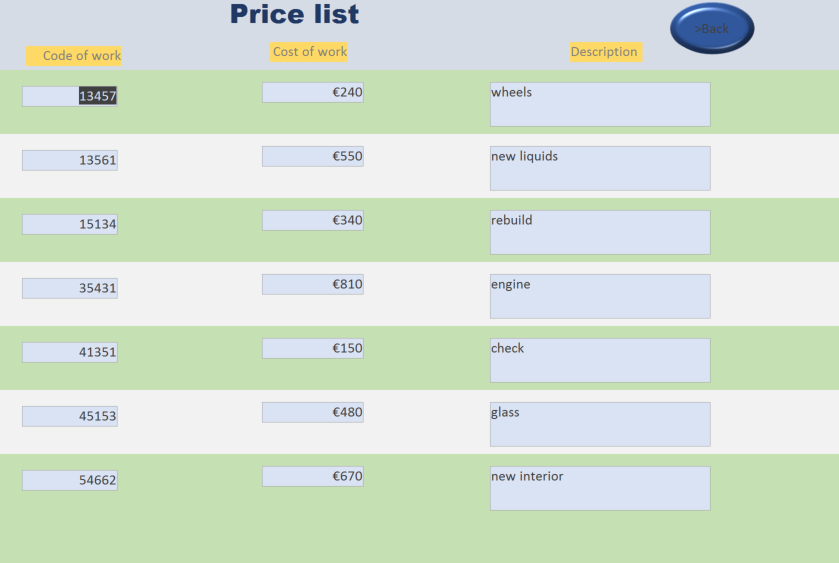 Price list
>Back
Code of work Cost of work Description
13457 €240 wheels
13561 €550 new liquids
15134 €340 rebuild
35431 €810 engine
41351 €150 check
45153 €480 glass
54662 €670 new interior